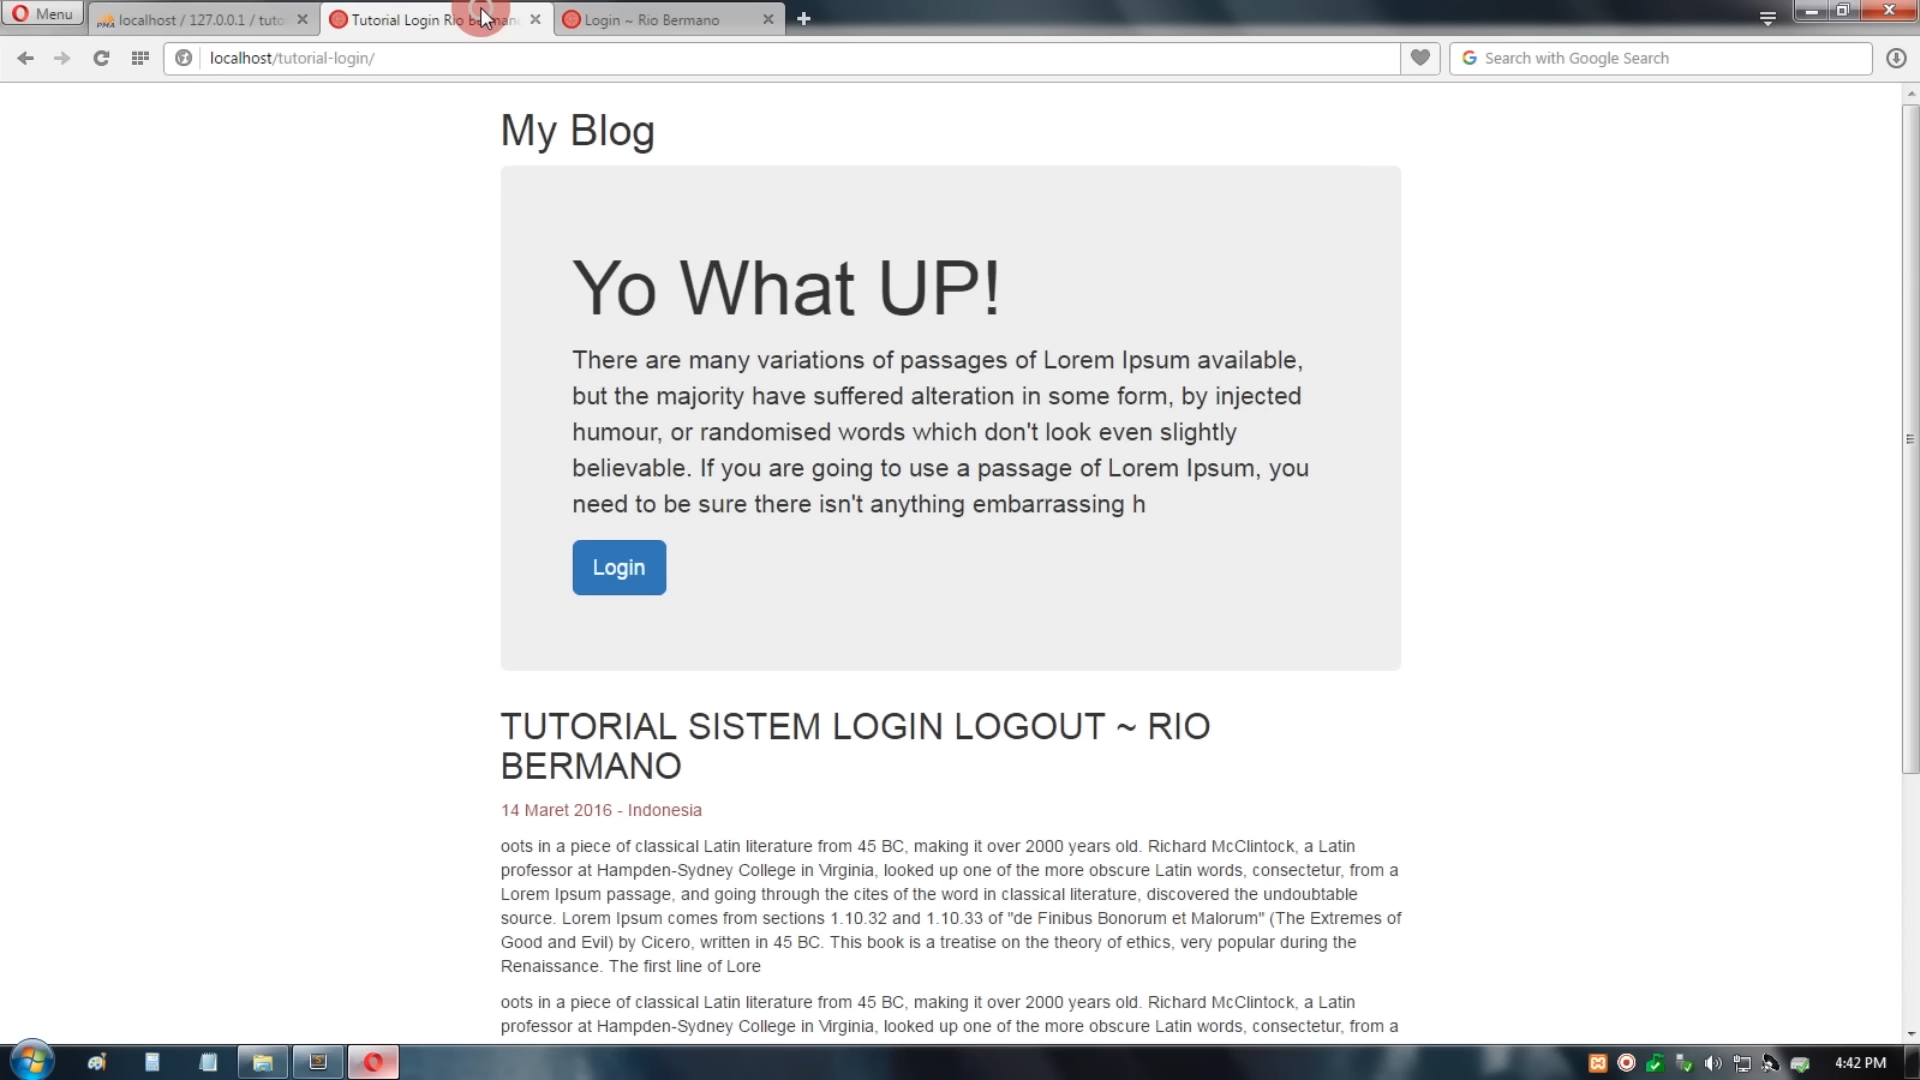 Menu
localhost / 127.0.0.1 / tuto
Tutorial Login Rio
Login ~ Rio Bermano
localhost/tutorial-login/
Search with Google Search
My Blog
Yo What UP!
There are many variations of passages of Lorem Ipsum available,
but the majority have suffered alteration in some form, by injected
humour, or randomised words which don't look even slightly
believable. If you are going to use a passage of Lorem Ipsum, you
need to be sure there isn't anything embarrassing h
Login
TUTORIAL SISTEM LOGIN LOGOUT ~ RIO
BERMANO
14 Maret 2016 - Indonesia
oots in a piece of classical Latin literature from 45 BC, making it over 2000 years old. Richard McClintock, a Latin
professor at Hampden-Sydney College in Virginia, looked up one of the more obscure Latin words, consectetur, from a
Lorem Ipsum passage, and going through the cites of the word in classical literature, discovered the undoubtable
source. Lorem Ipsum comes from sections 1.10.32 and 1.10.33 of "de Finibus Bonorum et Malorum" (The Extremes of
Good and Evil) by Cicero, written in 45 BC. This book is a treatise on the theory of ethics, very popular during the
Renaissance. The first line of Lore
oots in a piece of classical Latin literature from 45 BC, making it over 2000 years old. Richard McClintock, a Latin
professor at Hampden-Sydney College in Virginia, looked up one of the more obscure Latin words, consectetur, from a
4:42 PM